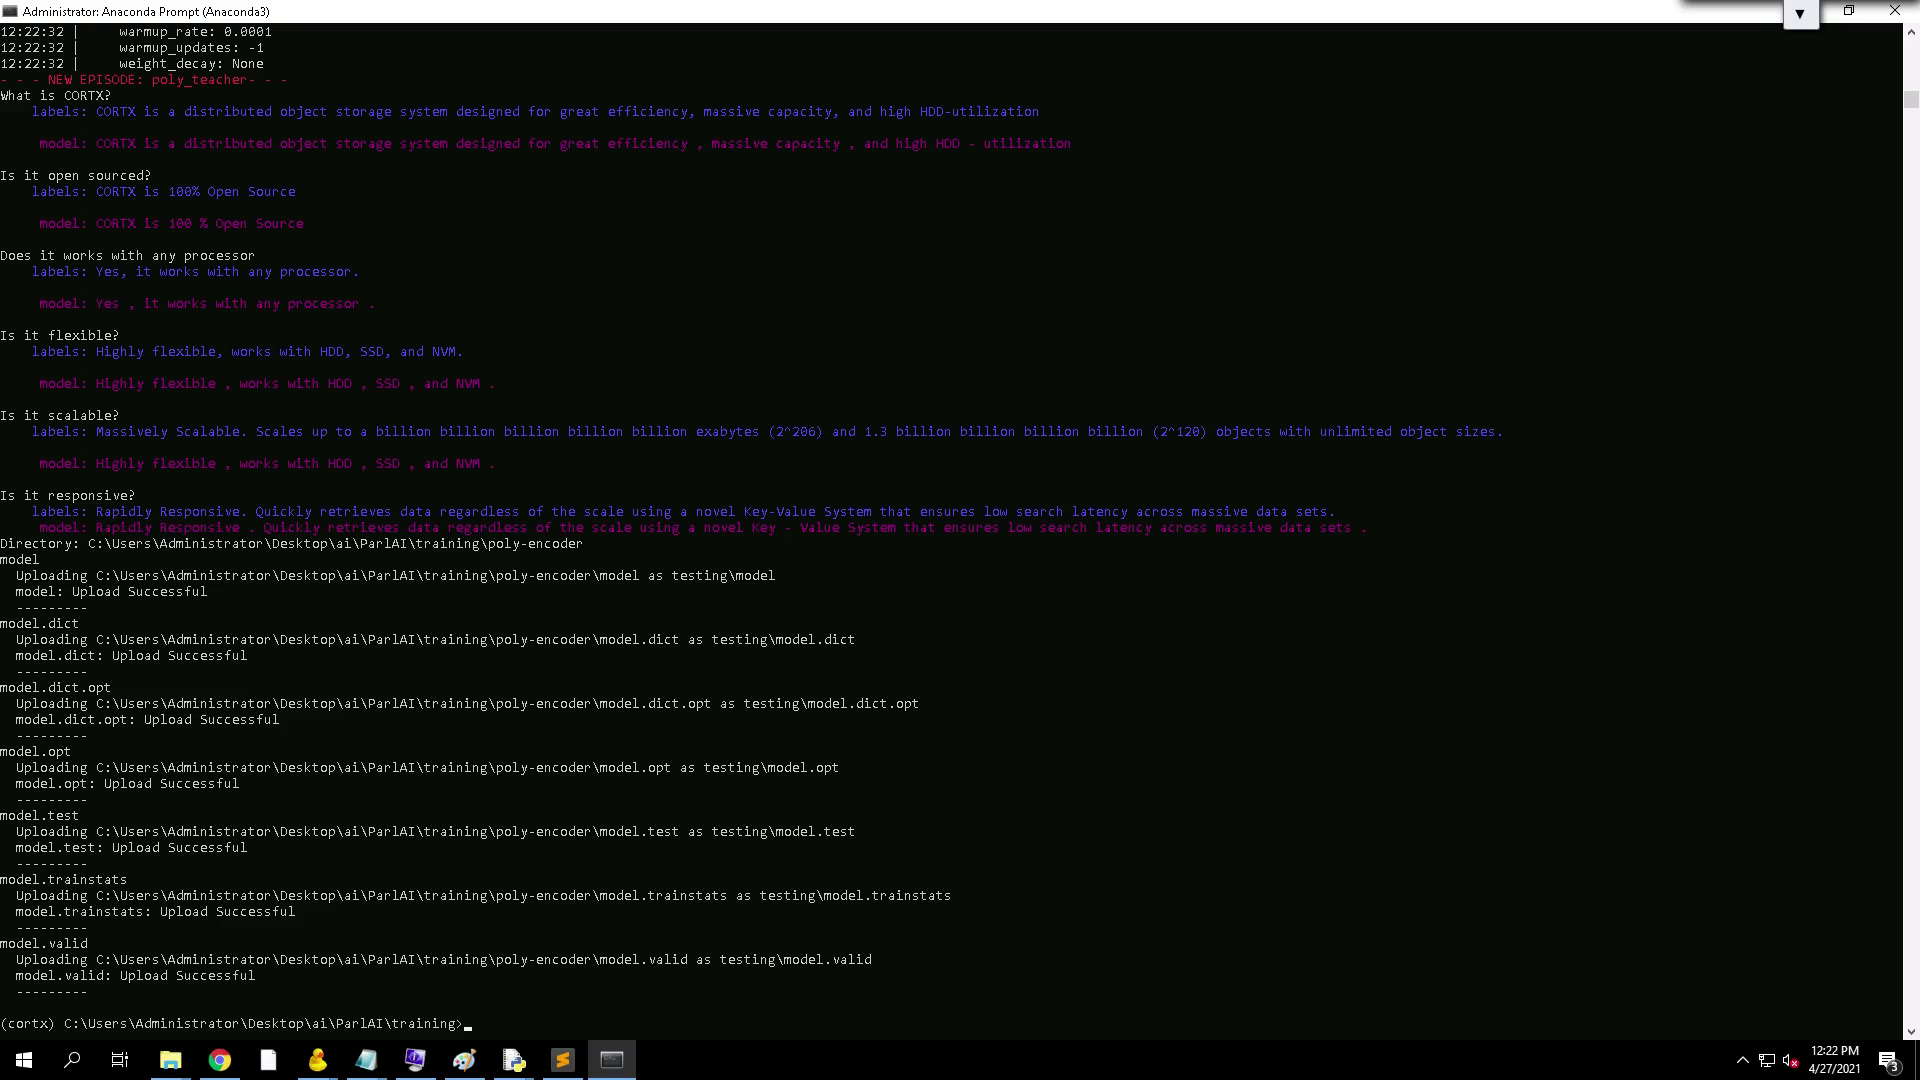 Administrator: Anaconda Prompt (Anaconda3)
12:22:32 |     warmup_rate: 0.0001
12:22:32 |     warmup_updates: -1
12:22:32 |     weight_decay: None
- - - NEW EPISODE: poly_teacher- - -
What is CORTX?
labels: CORTX is a distributed object storage system designed for great efficiency, massive capacity, and high HDD-utilization
model: CORTX is a distributed object storage system designed for great efficiency , massive capacity , and high HDD - utilization
Is it open sourced?
labels: CORTX is 100% Open Source
model: CORTX is 100 % Open Source
Does it works with any processor
labels: Yes, it works with any processor.
model: Yes , it works with any processor .
Is it flexible?
labels: Highly flexible, works with HDD, SSD, and NVM.
model: Highly flexible , works with HDD , SSD , and NVM .
Is it scalable?
labels: Massively Scalable. Scales up to a billion billion billion billion billion exabytes (2^206) and 1.3 billion billion billion billion (2^120) objects with unlimited object sizes.
model: Highly flexible , works with HDD , SSD , and NVM .
Is it responsive?
labels: Rapidly Responsive. Quickly retrieves data regardless of the scale using a novel Key-Value System that ensures low search latency across massive data sets.
model: Rapidly Responsive . Quickly retrieves data regardless of the scale using a novel Key - Value System that ensures low search latency across massive data sets .
Directory: C:\Users\Administrator\Desktop\ai\ParlAI\training\poly-encoder
model
Uploading C:\Users\Administrator\Desktop\ai\ParlAI\training\poly-encoder\model as testing\model
model: Upload Successful
---------
model.dict
Uploading C:\Users\Administrator\Desktop\ai\ParlAI\training\poly-encoder\model.dict as testing\model.dict
model.dict: Upload Successful
---------
model.dict.opt
Uploading C:\Users\Administrator\Desktop\ai\ParlAI\training\poly-encoder\model.dict.opt as testing\model.dict.opt
model.dict.opt: Upload Successful
---------
model.opt
Uploading C:\Users\Administrator\Desktop\ai\ParlAI\training\poly-encoder\model.opt as testing\model.opt
model.opt: Upload Successful
---------
model.test
Uploading C:\Users\Administrator\Desktop\ai\ParlAI\training\poly-encoder\model.test as testing\model.test
model.test: Upload Successful
---------
model.trainstats
Uploading C:\Users\Administrator\Desktop\ai\ParlAI\training\poly-encoder\model.trainstats as testing\model.trainstats
model.trainstats: Upload Successful
---------
model.valid
Uploading C:\Users\Administrator\Desktop\ai\ParlAI\training\poly-encoder\model.valid as testing\model.valid
model.valid: Upload Successful
---------
(cortx) C:\Users\Administrator\Desktop\ai\ParlAI\training>_
12:22 PM
4/27/2021
3